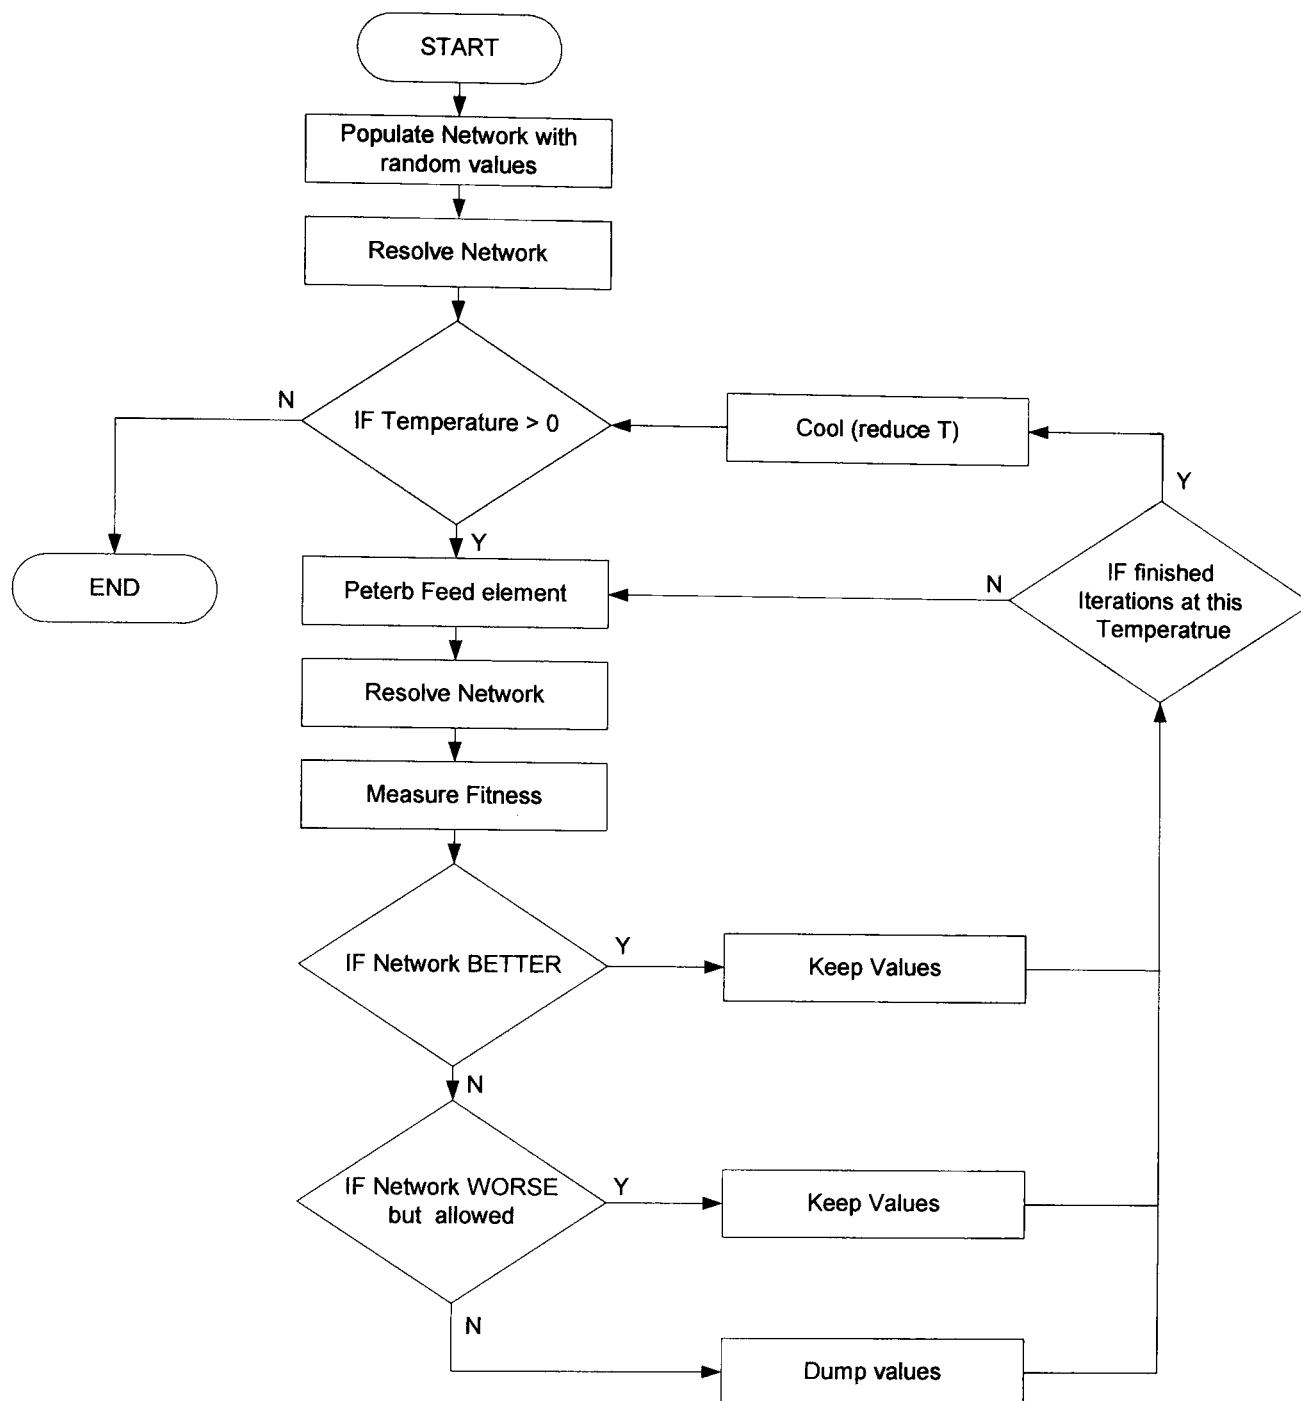 START
Populate Network with
random values
Resolve Network
N
IF Temperature > 0
Cool (reduce T)
Y
Y
END
Peterb Feed element
N
IF finished
Iterations at this
Temperatrue
Resolve Network
Measure Fitness
IF Network BETTER
Y
Keep Values
N
IF Network WORSE
but allowed
Y
Keep Values
N
Dump values